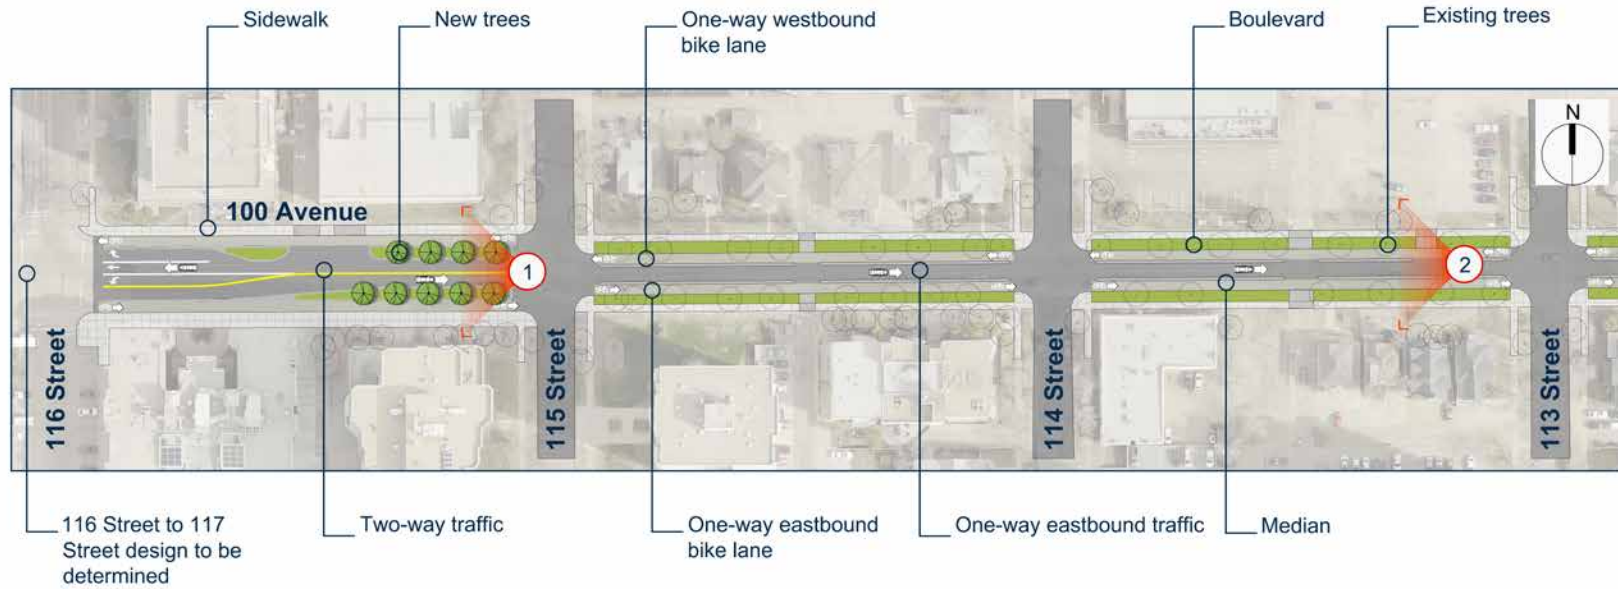 Sidewalk
New trees
One-way westbound
bike lane
Boulevard
Existing trees
N
100 Avenue
1
2
116 Street
115 Street
114 Street
113 Street
116 Street to 117
Street design to be
determined
Two-way traffic
One-way eastbound
bike lane
One-way eastbound traffic
Median